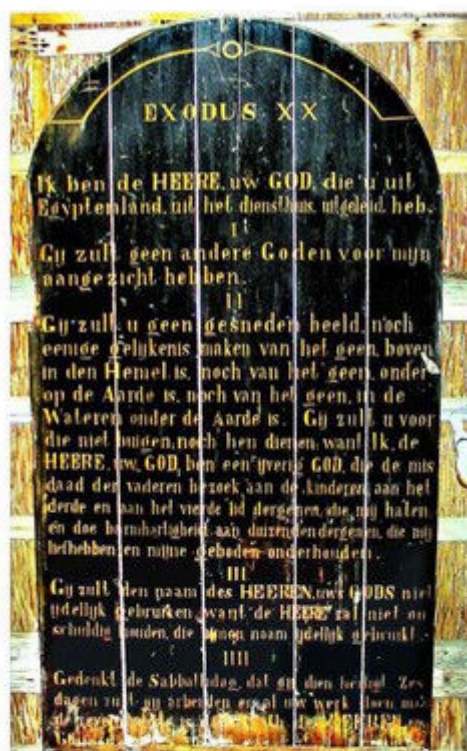 EXODUS XX
Ik ben de HEERE, uw GOD, die u uit
Egyptenland, uit het diensthuis, uitgeleid heb.
I
Gij zult geen andere Goden voor mijn
aangezicht hebben.
II
Gij zult u geen gesneden beeld, noch
eenige gelijkenis maken van het geen boven
in den Hemel is, noch van het geen onder
op de Aarde is, noch van het geen in de
Wateren onder de Aarde is. Gij zult u voor
die niet buigen, noch hen dienen, want Ik, de
HEERE, uw GOD, ben een ijverig GOD, die de mis
daad der vaderen bezoek aan de kinderen, aan het
derde en aan het vierde lid dergenen, die mij haten
en doe barmhartigheid aan duizenden dergenen, die mij
liefhebben, en mijne geboden onderhouden.
III
Gij zult den naam des HEEREN, uws GODS niet
ijdellijk gebruiken, want de HEERE zal niet on
schuldig houden, die zijnen naam ijdellijk gebruikt.
IIII
Gedenkt de Sabbathdag, dat gij dien heiligt. Zes
dagen zult gij arbeiden en al uw werk doen